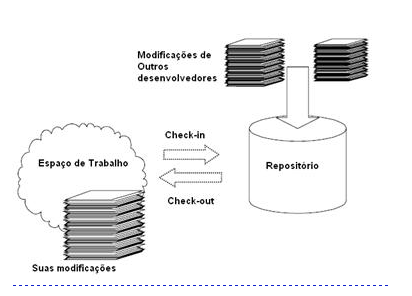 Modificações de
Outros
desenvolvedores
Check-in
Espaço de Trabalho
Repositório
Check-out
Suas modificações